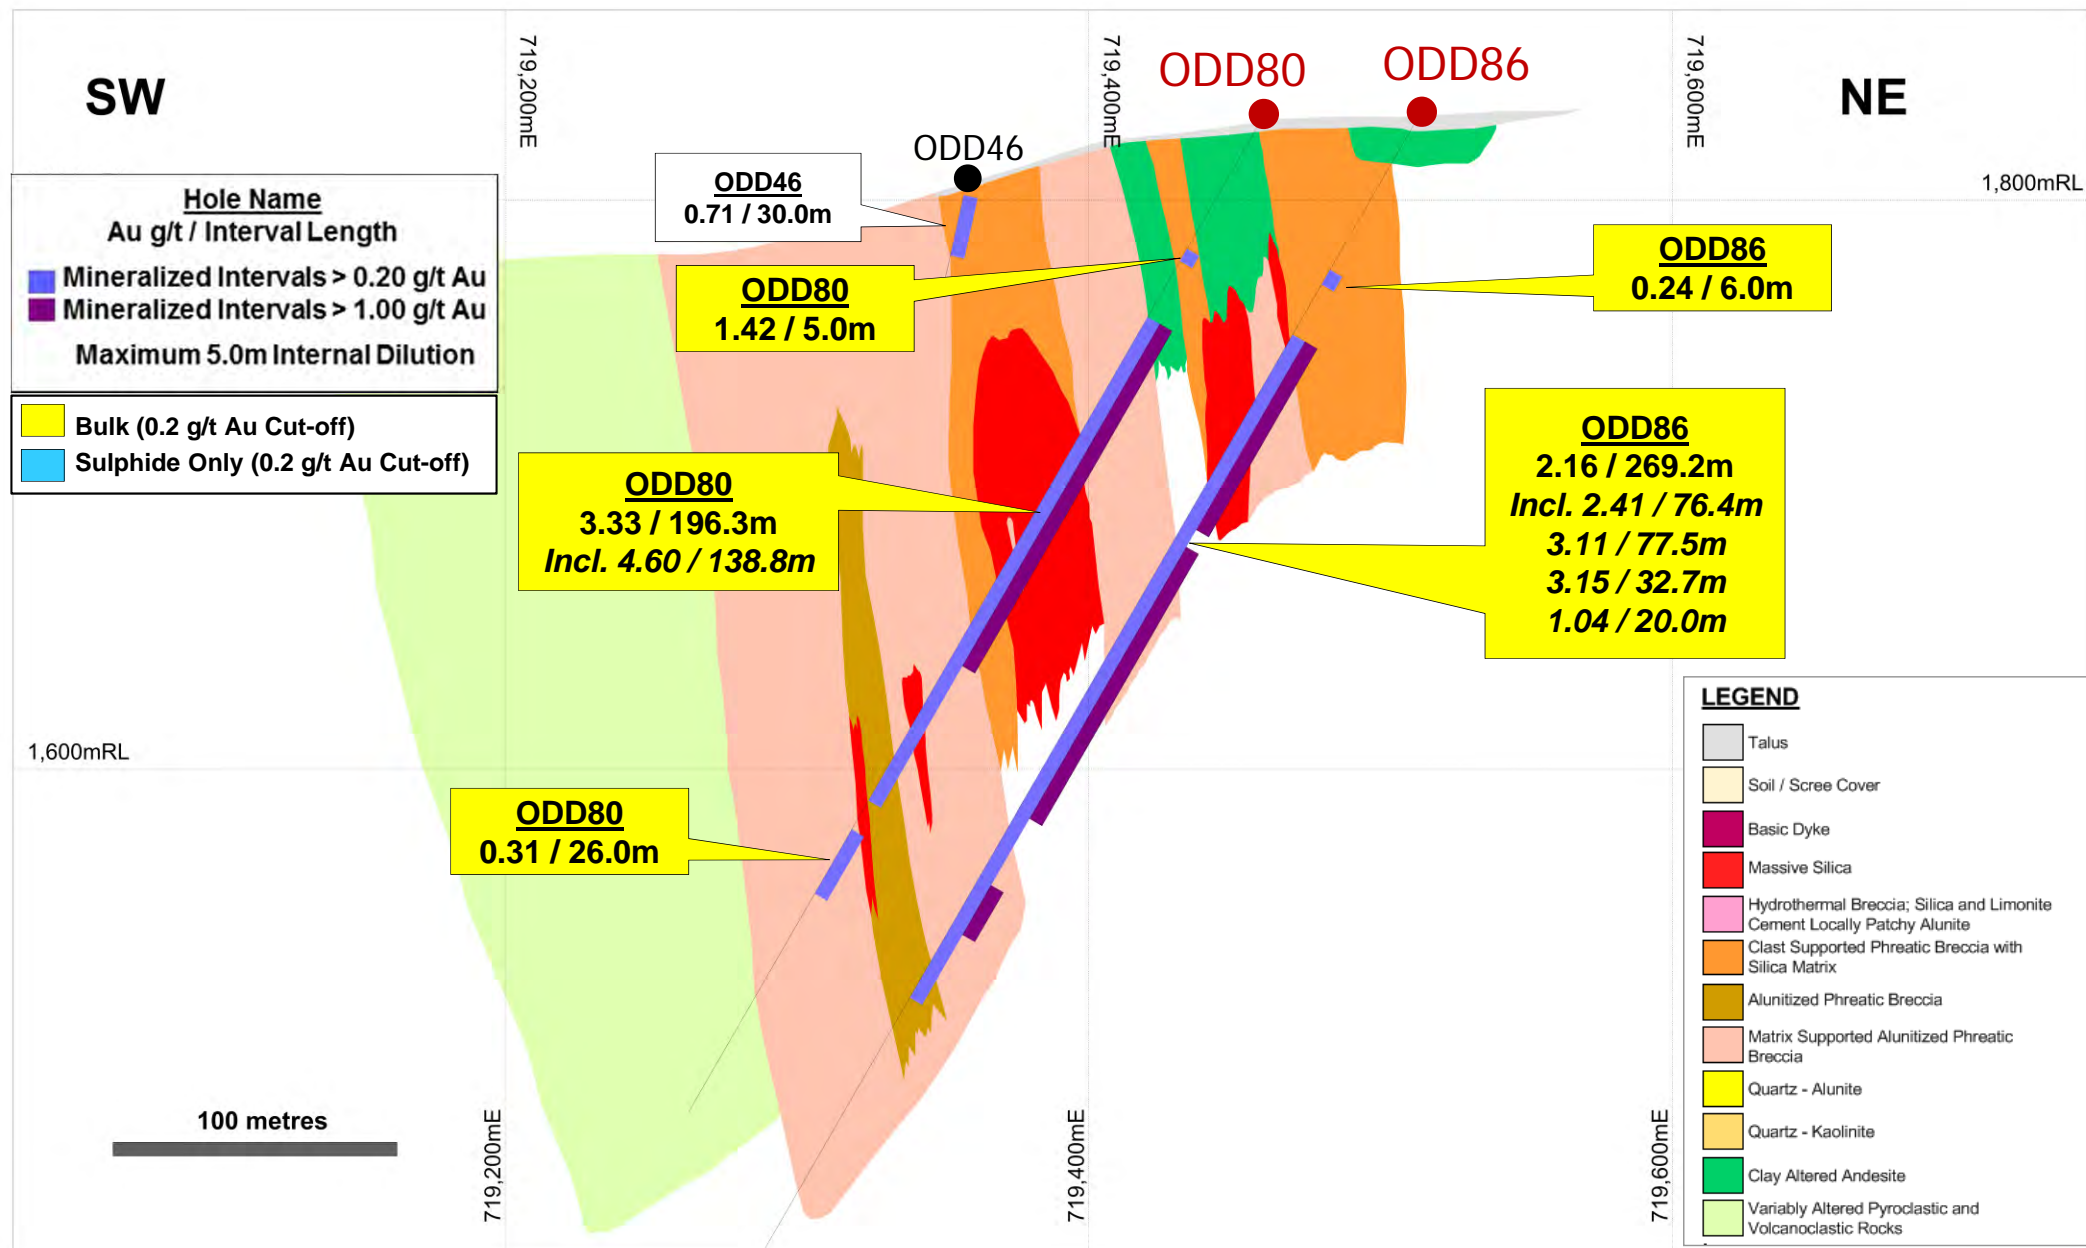 SW
NE
719,200mE
719,400mE
719,600mE
ODD80
ODD86
ODD46
1,800mRL
1,600mRL
Hole Name
Au g/t / Interval Length
Mineralized Intervals > 0.20 g/t Au
Mineralized Intervals > 1.00 g/t Au
Maximum 5.0m Internal Dilution
Bulk (0.2 g/t Au Cut-off)
Sulphide Only (0.2 g/t Au Cut-off)
ODD46
0.71 / 30.0m
ODD80
1.42 / 5.0m
ODD86
0.24 / 6.0m
ODD80
3.33 / 196.3m
Incl. 4.60 / 138.8m
ODD86
2.16 / 269.2m
Incl. 2.41 / 76.4m
3.11 / 77.5m
3.15 / 32.7m
1.04 / 20.0m
ODD80
0.31 / 26.0m
100 metres
719,200mE
719,400mE
719,600mE
LEGEND
Talus
Soil / Scree Cover
Basic Dyke
Massive Silica
Hydrothermal Breccia; Silica and Limonite
Cement Locally Patchy Alunite
Clast Supported Phreatic Breccia with
Silica Matrix
Alunitized Phreatic Breccia
Matrix Supported Alunitized Phreatic
Breccia
Quartz - Alunite
Quartz - Kaolinite
Clay Altered Andesite
Variably Altered Pyroclastic and
Volcanoclastic Rocks